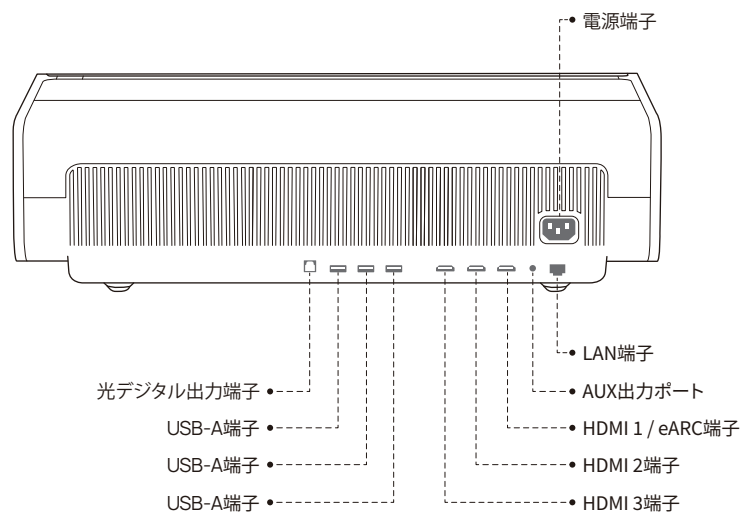 電源端子
LAN端子
光デジタル出力端子
AUX出力ポート
USB-A端子
HDMI 1 / eARC端子
USB-A端子
HDMI 2端子
USB-A端子
HDMI 3端子